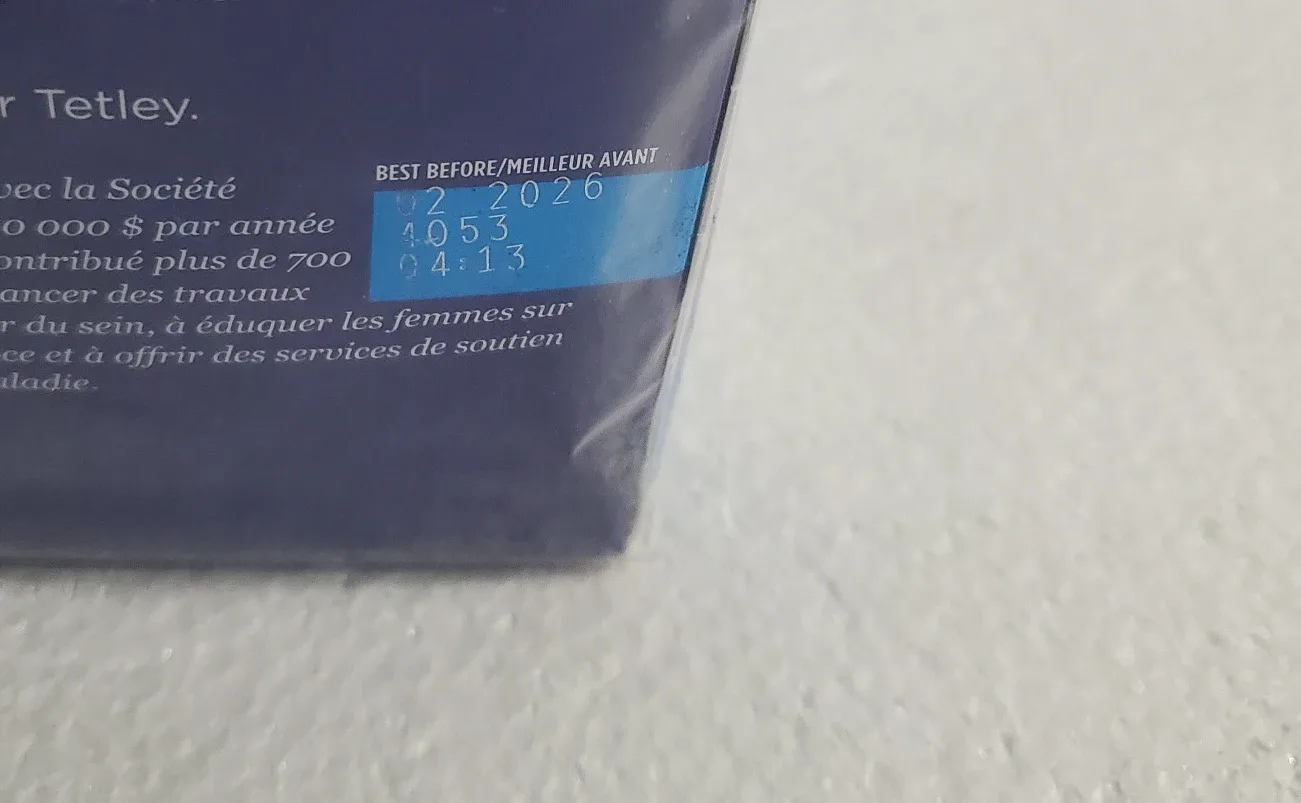 r Tetley.
BEST BEFORE/MEILLEUR AVANT
02 2026
4053
04:13
vec la Société
0 000 $ par année
ontribué plus de 700
ancer des travaux
r du sein, à éduquer les femmes sur
ce et à offrir des services de soutien
aladie.